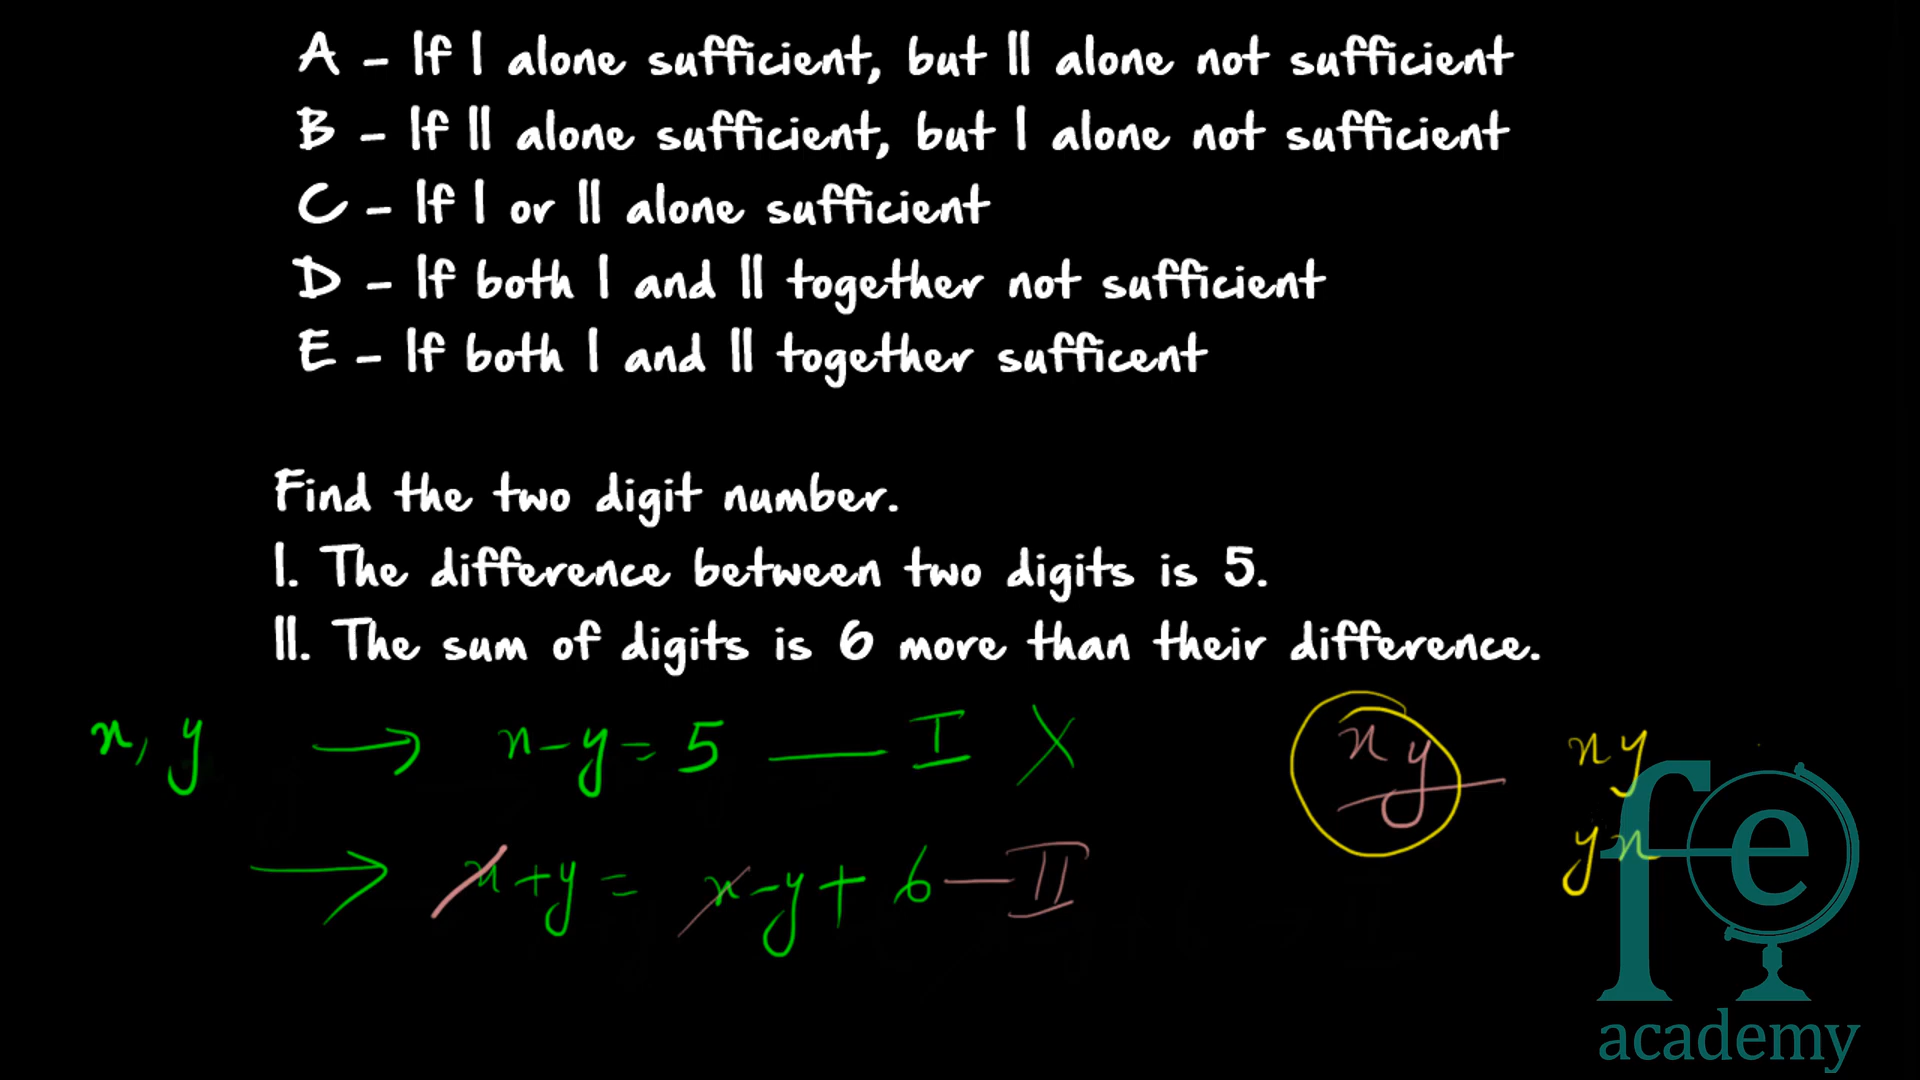 A - If I alone sufficient, but II alone not sufficient
B - If II alone sufficient, but I alone not sufficient
C - If I or II alone sufficient
D - If both I and II together not sufficient
E - If both I and II together sufficent
Find the two digit number.
I. The difference between two digits is 5.
II. The sum of digits is 6 more than their difference.
x, y → x-y = 5 — I X
xy
xy
yx
→ x+y = x-y+6 — II
fe
academy